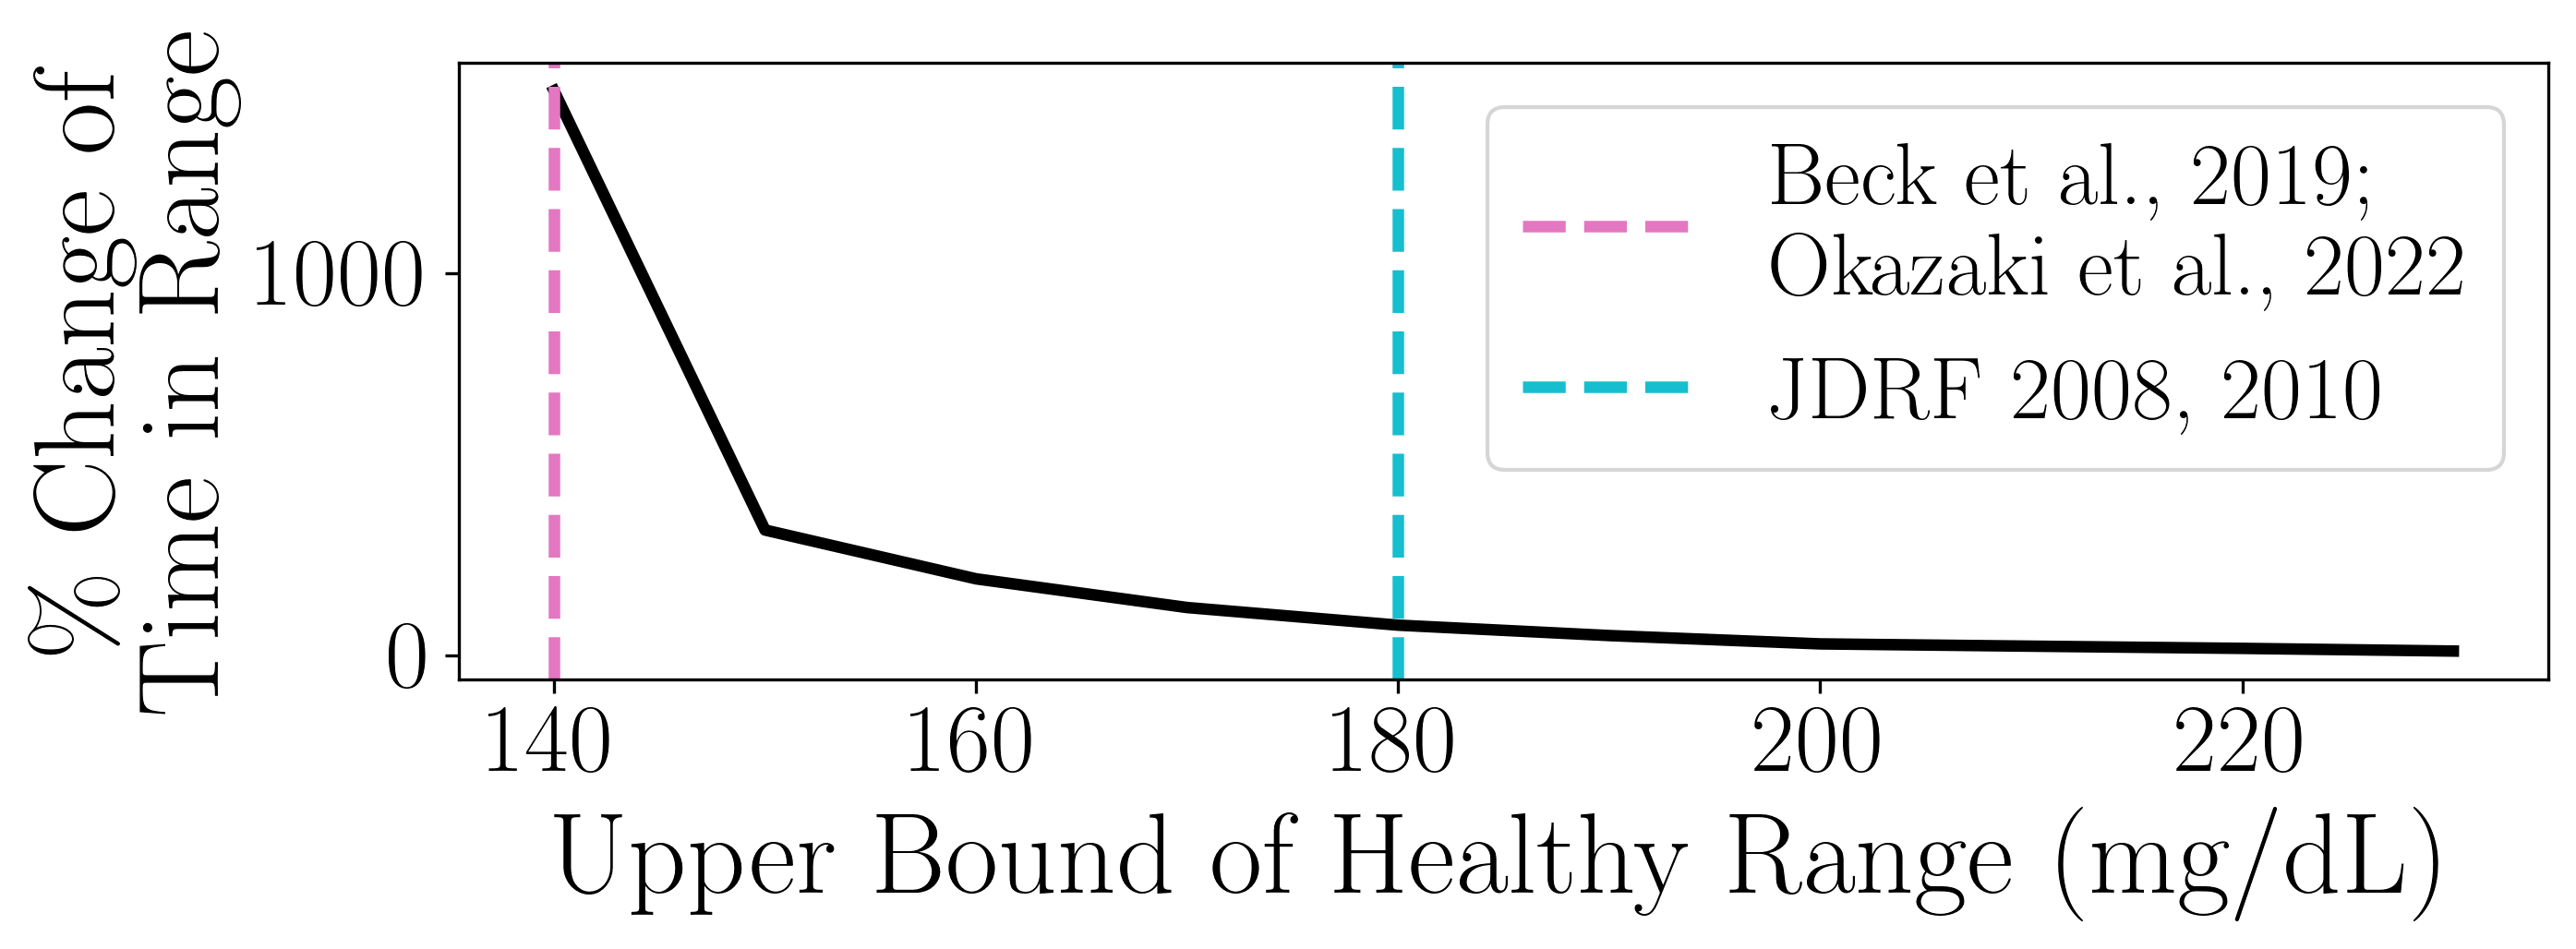 % Change of
Time in Range
1000
0
Beck et al., 2019;
Okazaki et al., 2022
JDRF 2008, 2010
140 160 180 200 220
Upper Bound of Healthy Range (mg/dL)